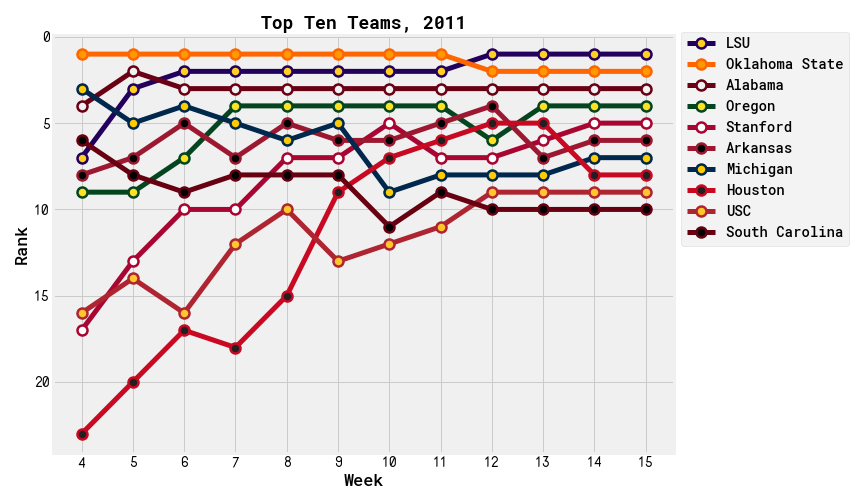 Top Ten Teams, 2011
0
5
10
15
20
Rank
4 5 6 7 8 9 10 11 12 13 14 15
Week
LSU
Oklahoma State
Alabama
Oregon
Stanford
Arkansas
Michigan
Houston
USC
South Carolina